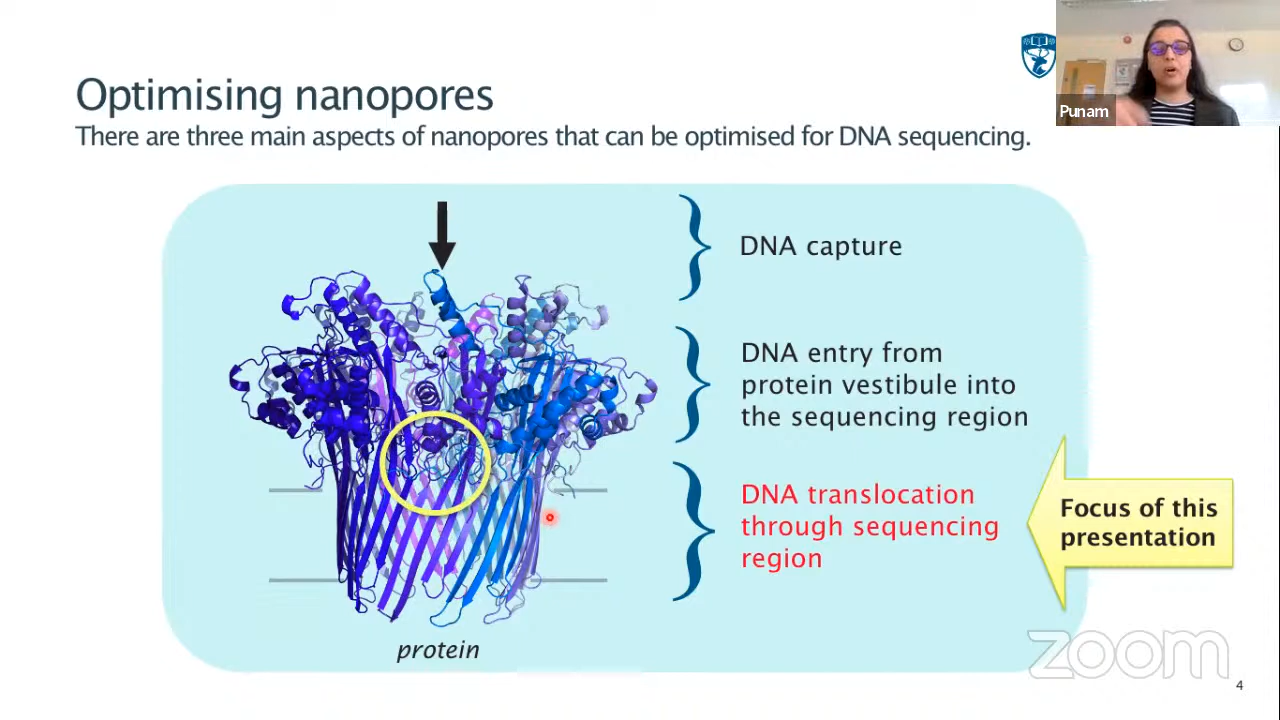 Optimising nanopores
There are three main aspects of nanopores that can be optimised for DNA sequencing.
Punam
DNA capture
DNA entry from
protein vestibule into
the sequencing region
DNA translocation
through sequencing
region
Focus of this
presentation
protein
zoom
4